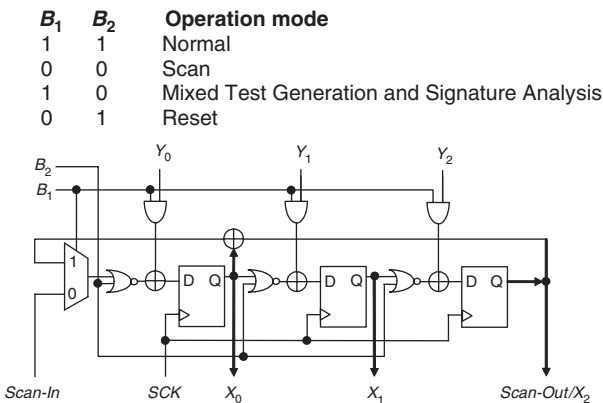 B1 B2 Operation mode
1 1 Normal
0 0 Scan
1 0 Mixed Test Generation and Signature Analysis
0 1 Reset
Y0 Y1 Y2
B2
B1
1
0
D Q D Q D Q
Scan-In SCK X0 X1 Scan-Out/X2